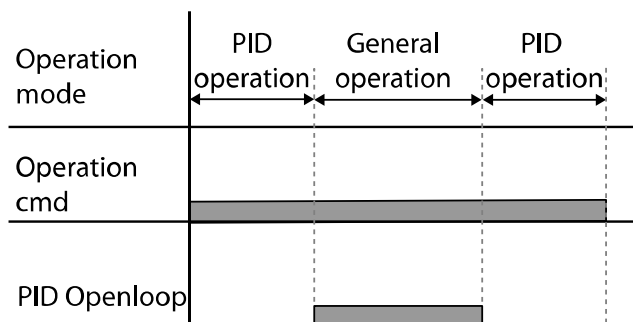 PID
operation
General
operation
PID
operation
Operation
mode
Operation
cmd
PID Openloop